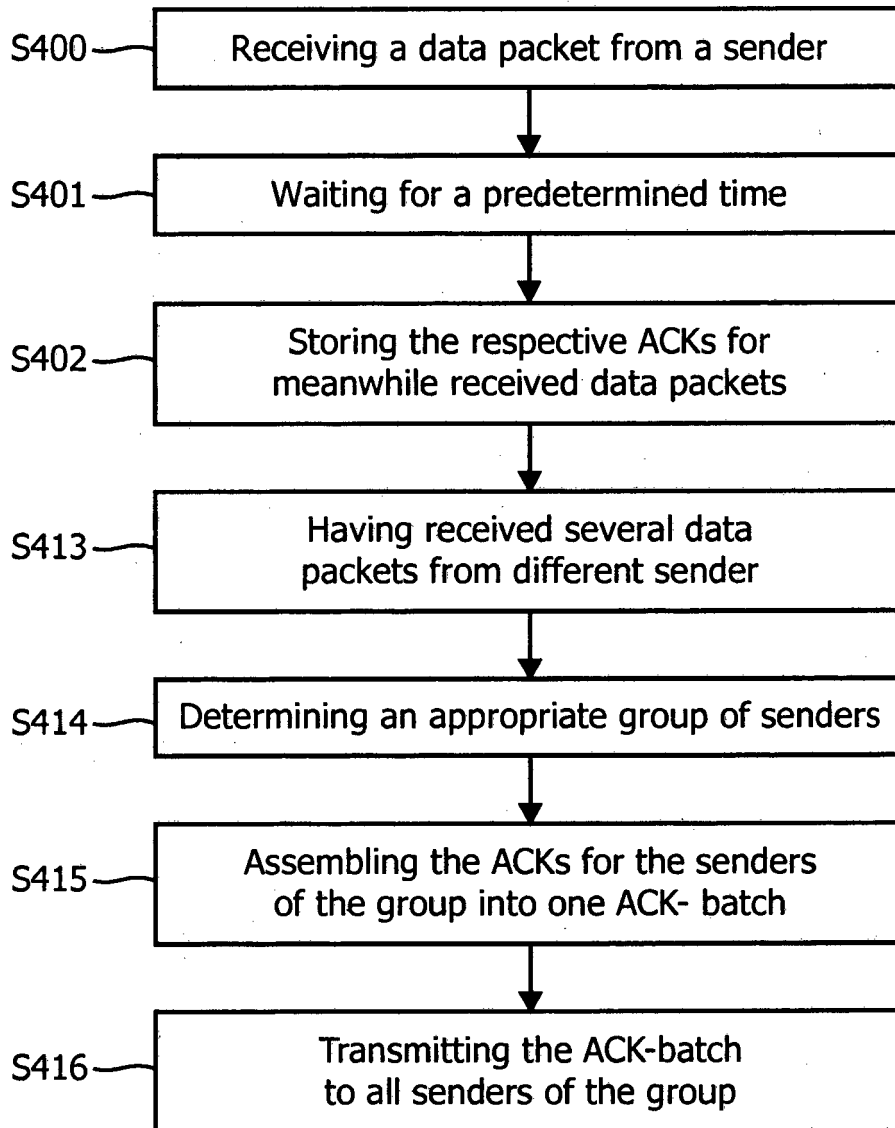 S400
Receiving a data packet from a sender
S401
Waiting for a predetermined time
S402
Storing the respective ACKs for
meanwhile received data packets
S413
Having received several data
packets from different sender
S414
Determining an appropriate group of senders
S415
Assembling the ACKs for the senders
of the group into one ACK- batch
S416
Transmitting the ACK-batch
to all senders of the group